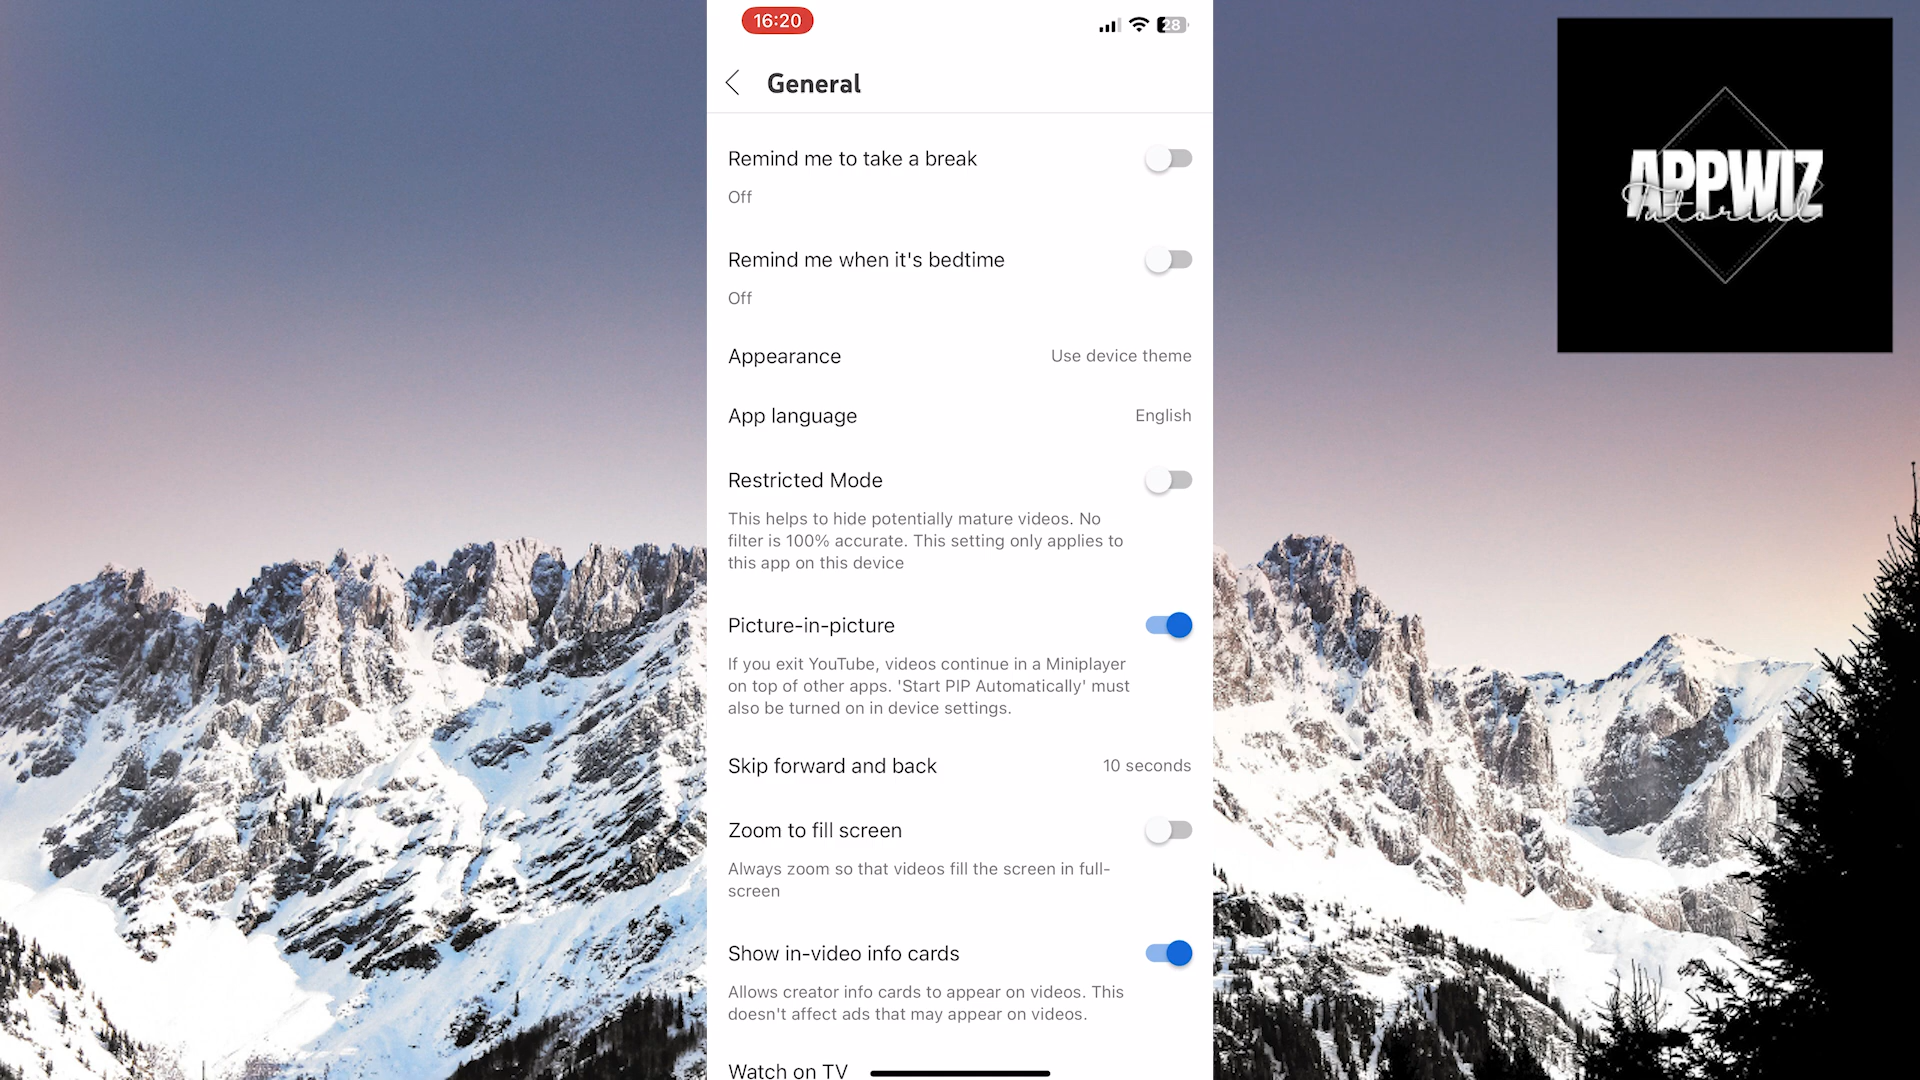 16:20
28
General
Remind me to take a break
Off
Remind me when it's bedtime
Off
Appearance
Use device theme
App language
English
Restricted Mode
This helps to hide potentially mature videos. No
filter is 100% accurate. This setting only applies to
this app on this device
Picture-in-picture
If you exit YouTube, videos continue in a Miniplayer
on top of other apps. 'Start PIP Automatically' must
also be turned on in device settings.
Skip forward and back
10 seconds
Zoom to fill screen
Always zoom so that videos fill the screen in full-
screen
Show in-video info cards
Allows creator info cards to appear on videos. This
doesn't affect ads that may appear on videos.
Watch on TV
APPWIZ
Tutorial